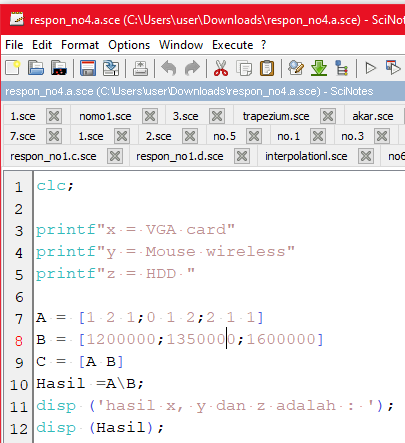 respon_no4.a.sce (C:\Users\user\Downloads\respon_no4.a.sce) - SciNotes
File Edit Format Options Window Execute ?
respon_no4.a.sce (C:\Users\user\Downloads\respon_no4.a.sce) - SciNotes
1.sce nomo1.sce 3.sce trapezium.sce akar.sce
7.sce 1.sce 2.sce no.5 no.1 no.3
respon_no1.c.sce respon_no1.d.sce interpolationl.sce no6
1 clc;
2
3 printf"x = VGA card"
4 printf"y = Mouse wireless"
5 printf"z = HDD "
6
7 A = [1 2 1;0 1 2;2 1 1]
8 B = [1200000;1350000;1600000]
9 C = [A B]
10 Hasil =A\B;
11 disp ('hasil x, y dan z adalah : ');
12 disp (Hasil);